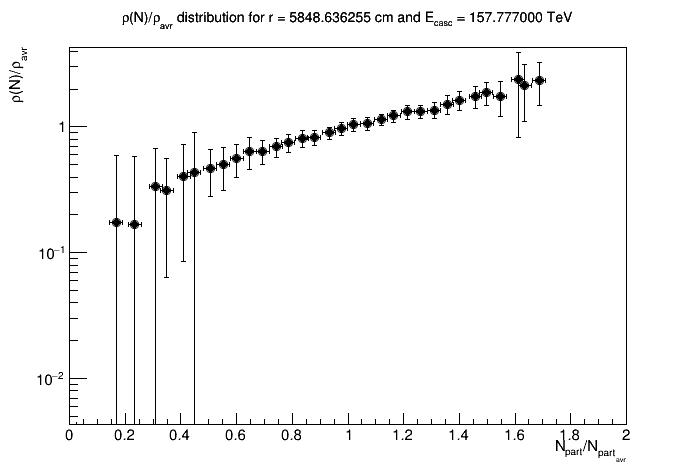 ρ(N)/ρavr distribution for r = 5848.636255 cm and Ecasc = 157.777000 TeV
ρ(N)/ρavr
1
10−1
10−2
0 0.2 0.4 0.6 0.8 1 1.2 1.4 1.6 1.8 2
Npart/Npartavr